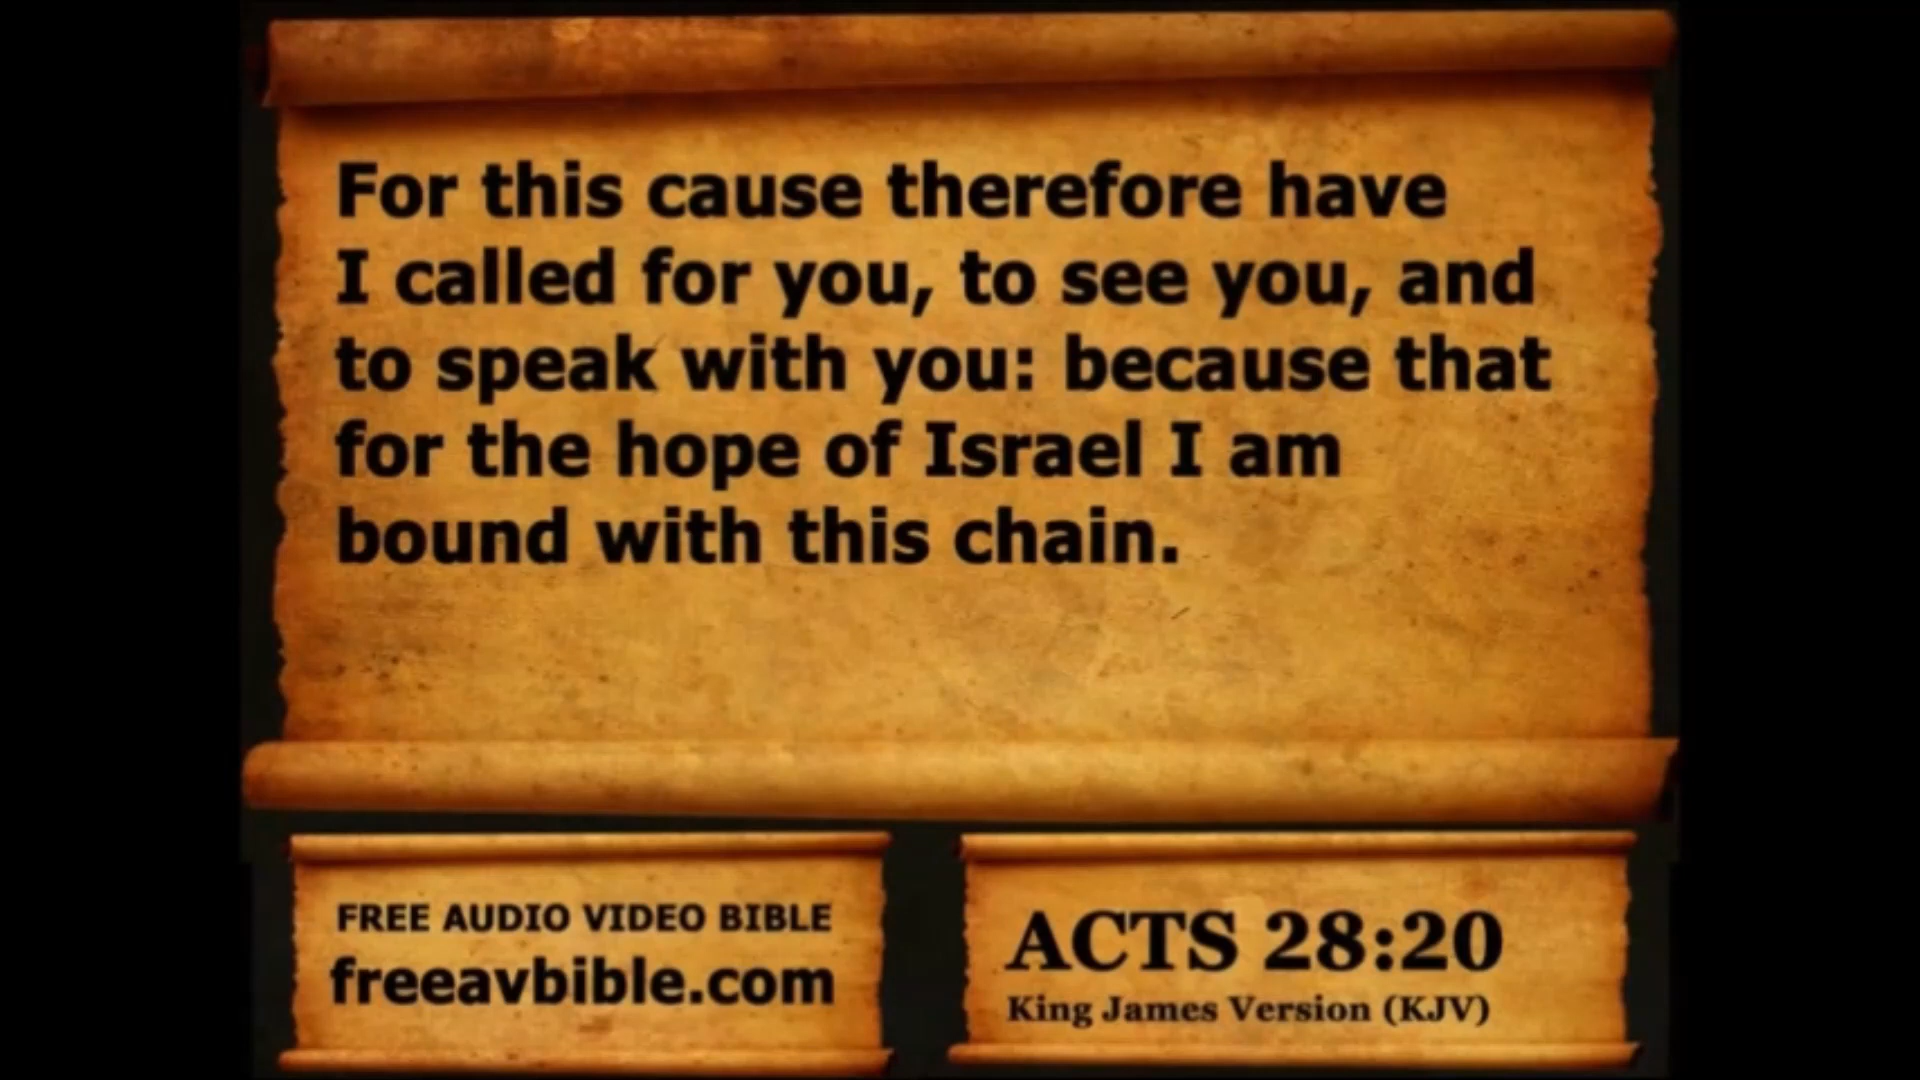 For this cause therefore have
I called for you, to see you, and
to speak with you: because that
for the hope of Israel I am
bound with this chain.
FREE AUDIO VIDEO BIBLE
freeavbible.com
ACTS 28:20
King James Version (KJV)